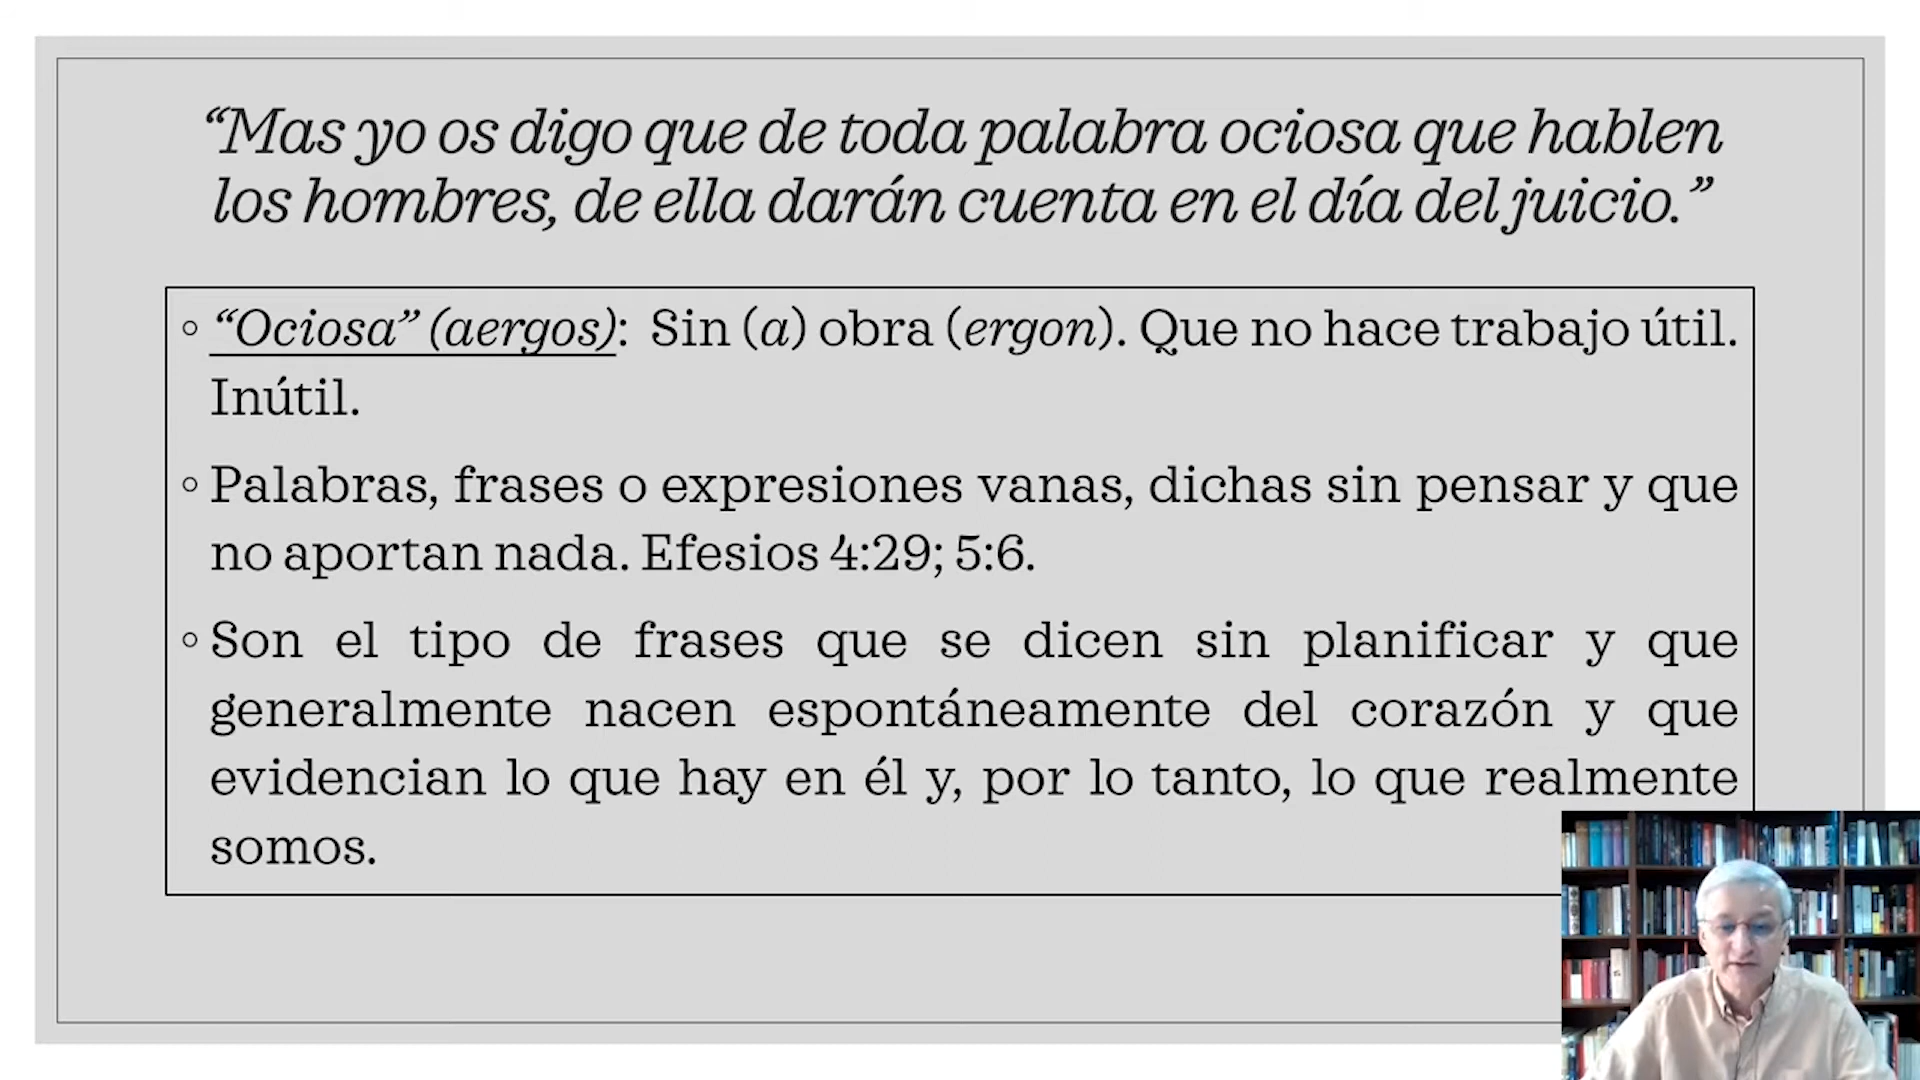 “Mas yo os digo que de toda palabra ociosa que hablen
los hombres, de ella darán cuenta en el día del juicio.”
◦ “Ociosa” (aergos): Sin (a) obra (ergon). Que no hace trabajo útil.
Inútil.
◦ Palabras, frases o expresiones vanas, dichas sin pensar y que
no aportan nada. Efesios 4:29; 5:6.
◦ Son el tipo de frases que se dicen sin planificar y que
generalmente nacen espontáneamente del corazón y que
evidencian lo que hay en él y, por lo tanto, lo que realmente
somos.